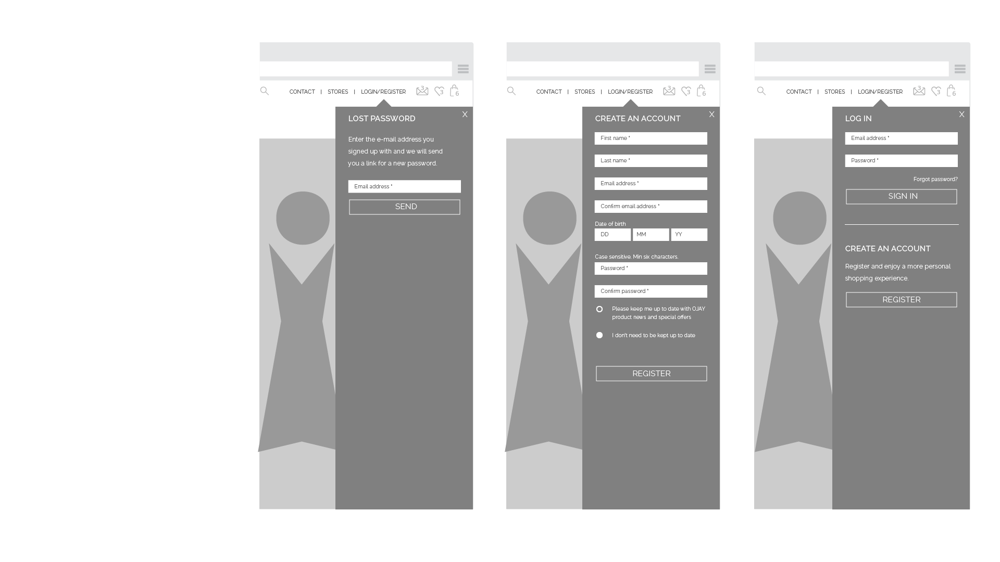 CONTACT | STORES | LOGIN/REGISTER 3 3 6
X
LOST PASSWORD
Enter the e-mail address you
signed up with and we will send
you a link for a new password.
Email address *
SEND
CONTACT | STORES | LOGIN/REGISTER 3 3 6
X
CREATE AN ACCOUNT
First name *
Last name *
Email address *
Confirm email address *
Date of birth
DD MM YY
Case sensitive. Min six characters.
Password *
Confirm password *
Please keep me up to date with OJAY
product news and special offers
I don't need to be kept up to date
REGISTER
CONTACT | STORES | LOGIN/REGISTER 3 3 6
X
LOG IN
Email address *
Password *
Forgot password?
SIGN IN
CREATE AN ACCOUNT
Register and enjoy a more personal
shopping experience.
REGISTER